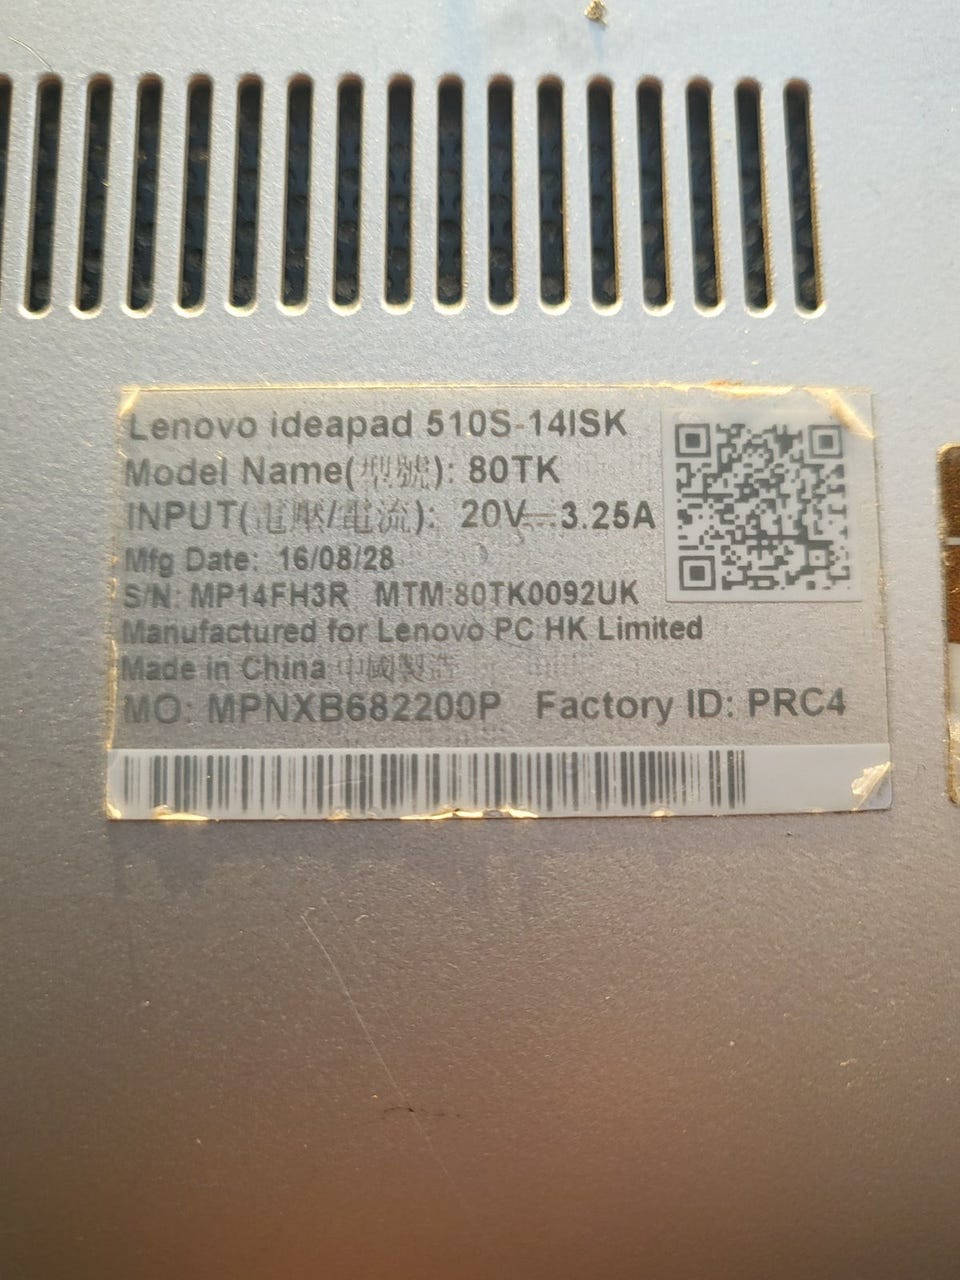 Lenovo ideapad 510S-14ISK
Model Name(型號): 80TK
INPUT(電壓/電流): 20V⎓3.25A
Mfg Date: 16/08/28
S/N: MP14FH3R MTM:80TK0092UK
Manufactured for Lenovo PC HK Limited
Made in China 中國製造
MO: MPNXB682200P Factory ID: PRC4